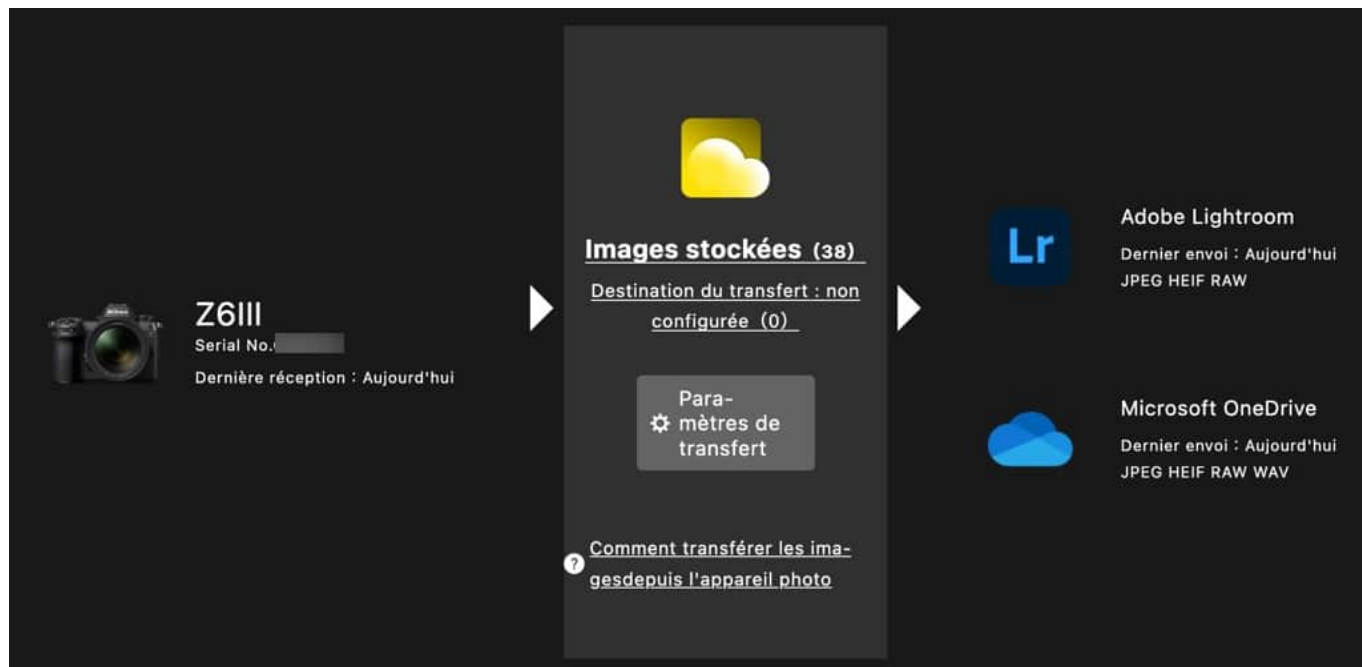 Z6III
Serial No.
Dernière réception : Aujourd'hui
Images stockées (38)
Destination du transfert : non
configurée (0)
Para-
mètres de
transfert
? Comment transférer les ima-
gesdepuis l'appareil photo
Lr
Adobe Lightroom
Dernier envoi : Aujourd'hui
JPEG HEIF RAW
Microsoft OneDrive
Dernier envoi : Aujourd'hui
JPEG HEIF RAW WAV